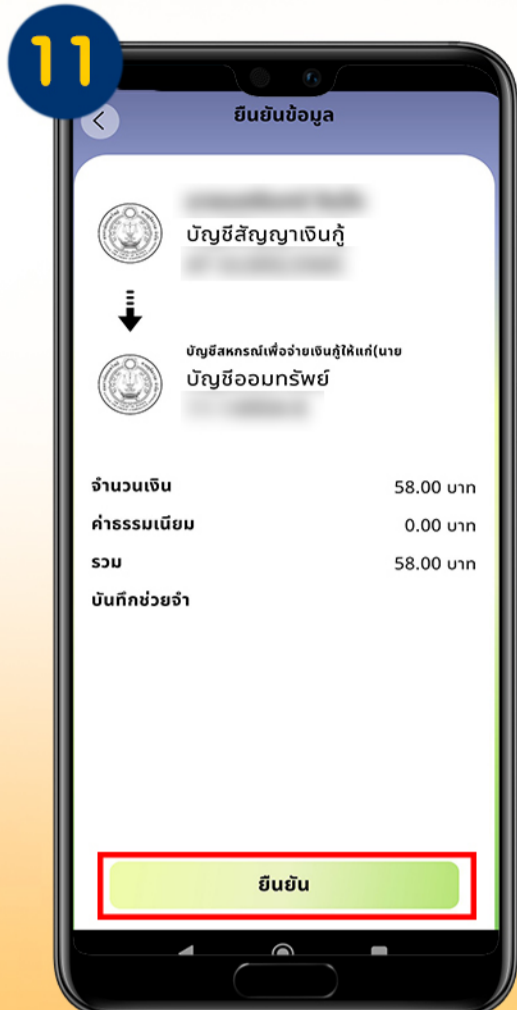 11
ยืนยันข้อมูล
บัญชีสัญญาเงินกู้
บัญชีสหกรณ์เพื่อจ่ายเงินกู้ให้แก่(นาย
บัญชีออมทรัพย์
จำนวนเงิน 58.00 บาท
ค่าธรรมเนียม 0.00 บาท
รวม 58.00 บาท
บันทึกช่วยจำ
ยืนยัน